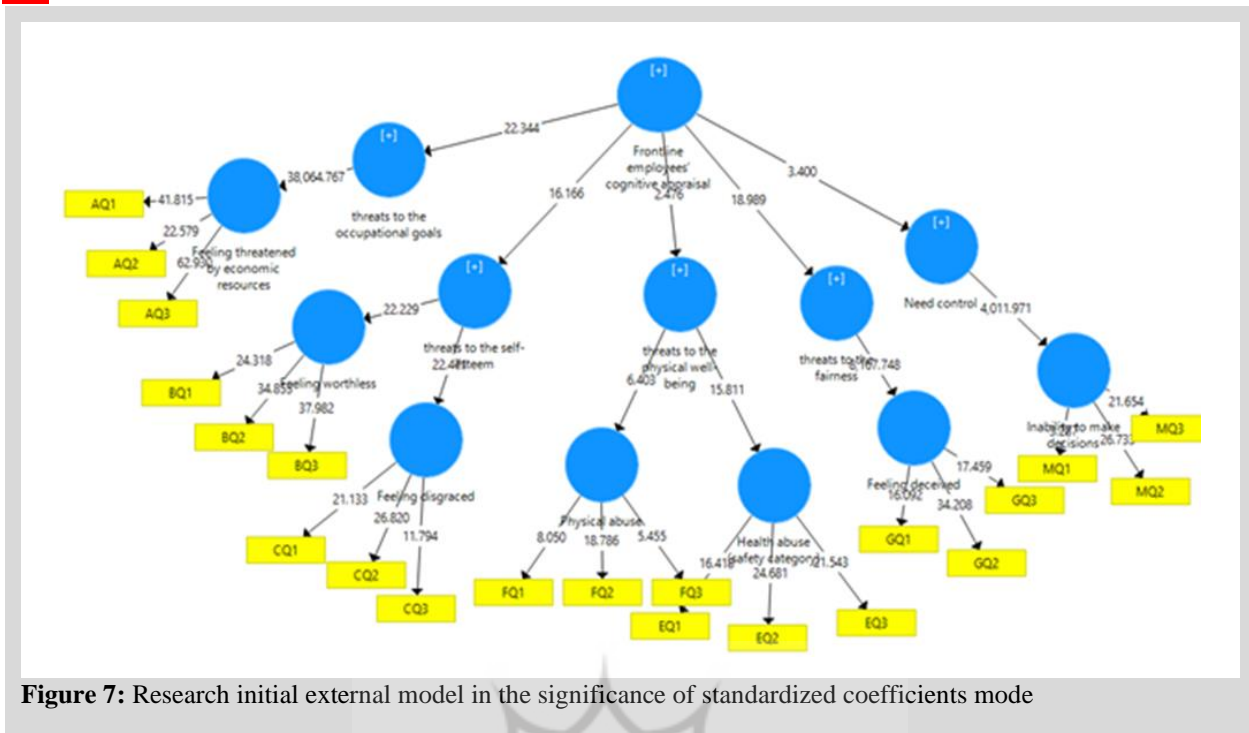 [+]
Frontline
employees'
cognitive appraisal
22.344
16.166
2.476
18.989
3.400
[+]
threats to the
occupational goals
38,064.767
Feeling threatened
by economic
resources
41.815
22.579
62.930
AQ1
AQ2
AQ3
[+]
threats to the self-
esteem
22.229
Feeling worthless
24.318
37.982
BQ1
BQ2
BQ3
Feeling disgraced
21.133
26.820
11.794
CQ1
CQ2
CQ3
[+]
threats to the
physical well-
being
6.403
15.811
Physical abuse
8.050
18.786
5.455
FQ1
FQ2
FQ3
Health abuse
(safety category)
24.681
21.543
EQ1
EQ2
EQ3
[+]
threats to the
fairness
Feeling deceived
16.092
34.208
17.459
GQ1
GQ2
GQ3
[+]
Need control
4,011.971
Inability to make
decisions
21.654
MQ1
MQ2
MQ3
Figure 7: Research initial external model in the significance of standardized coefficients mode